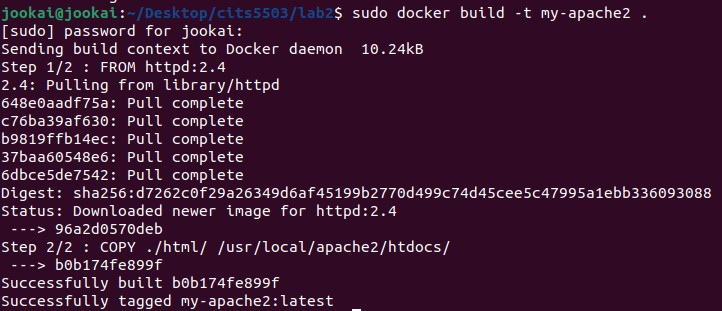 jookai@jookai:~/Desktop/cits5503/lab2$ sudo docker build -t my-apache2 .
[sudo] password for jookai:
Sending build context to Docker daemon  10.24kB
Step 1/2 : FROM httpd:2.4
2.4: Pulling from library/httpd
648e0aadf75a: Pull complete
c76ba39af630: Pull complete
b9819ffb14ec: Pull complete
37baa60548e6: Pull complete
6dbce5de7542: Pull complete
Digest: sha256:d7262c0f29a26349d6af45199b2770d499c74d45cee5c47995a1ebb336093088
Status: Downloaded newer image for httpd:2.4
 ---> 96a2d0570deb
Step 2/2 : COPY ./html/ /usr/local/apache2/htdocs/
 ---> b0b174fe899f
Successfully built b0b174fe899f
Successfully tagged my-apache2:latest